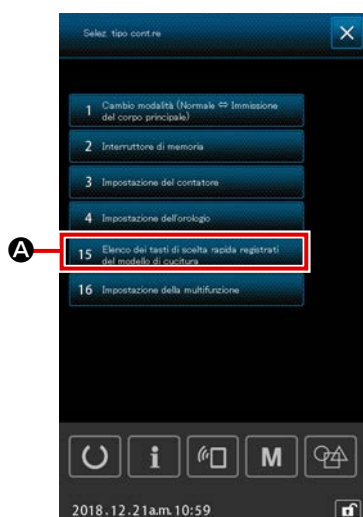 Selez. tipo cont.re
1 Cambio modalità (Normale ⇔ Immissione
del corpo principale)
2 Interruttore di memoria
3 Impostazione del contatore
4 Impostazione dell'orologio
A
15 Elenco dei tasti di scelta rapida registrati
del modello di cucitura
16 Impostazione della multifunzione
i
M
2018.12.21a.m.10:59